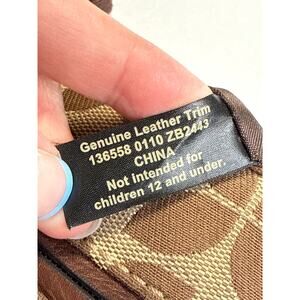 Genuine Leather Trim
136558 0110 ZB2443
CHINA
Not intended for
children 12 and under.